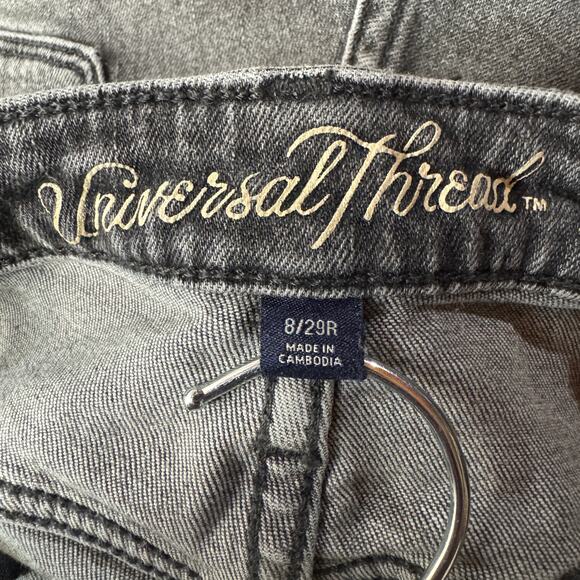 Universal Thread™
8/29R
MADE IN
CAMBODIA